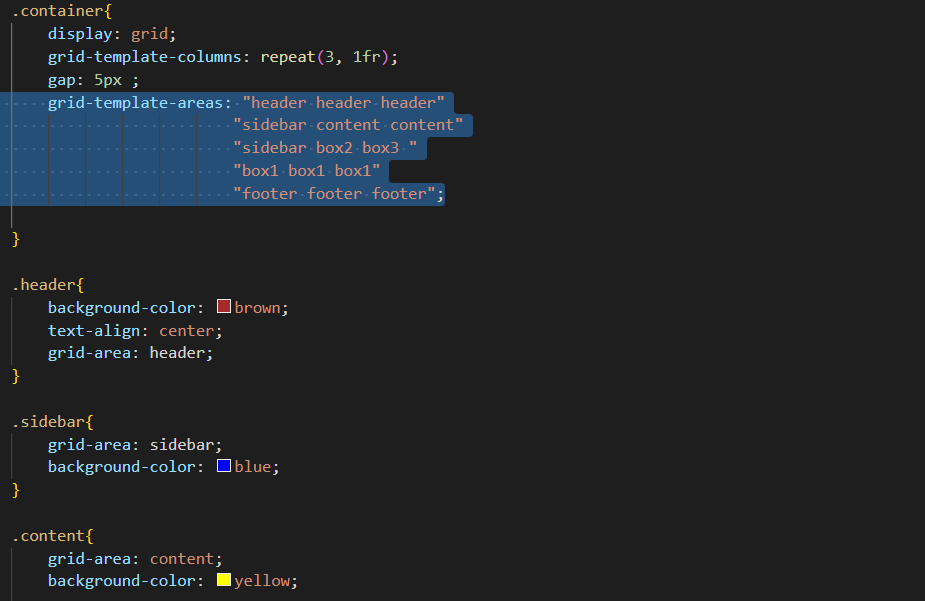 .container{
display: grid;
grid-template-columns: repeat(3, 1fr);
gap: 5px ;
grid-template-areas: "header header header"
"sidebar content content"
"sidebar box2 box3 "
"box1 box1 box1"
"footer footer footer";
}
.header{
background-color: brown;
text-align: center;
grid-area: header;
}
.sidebar{
grid-area: sidebar;
background-color: blue;
}
.content{
grid-area: content;
background-color: yellow;